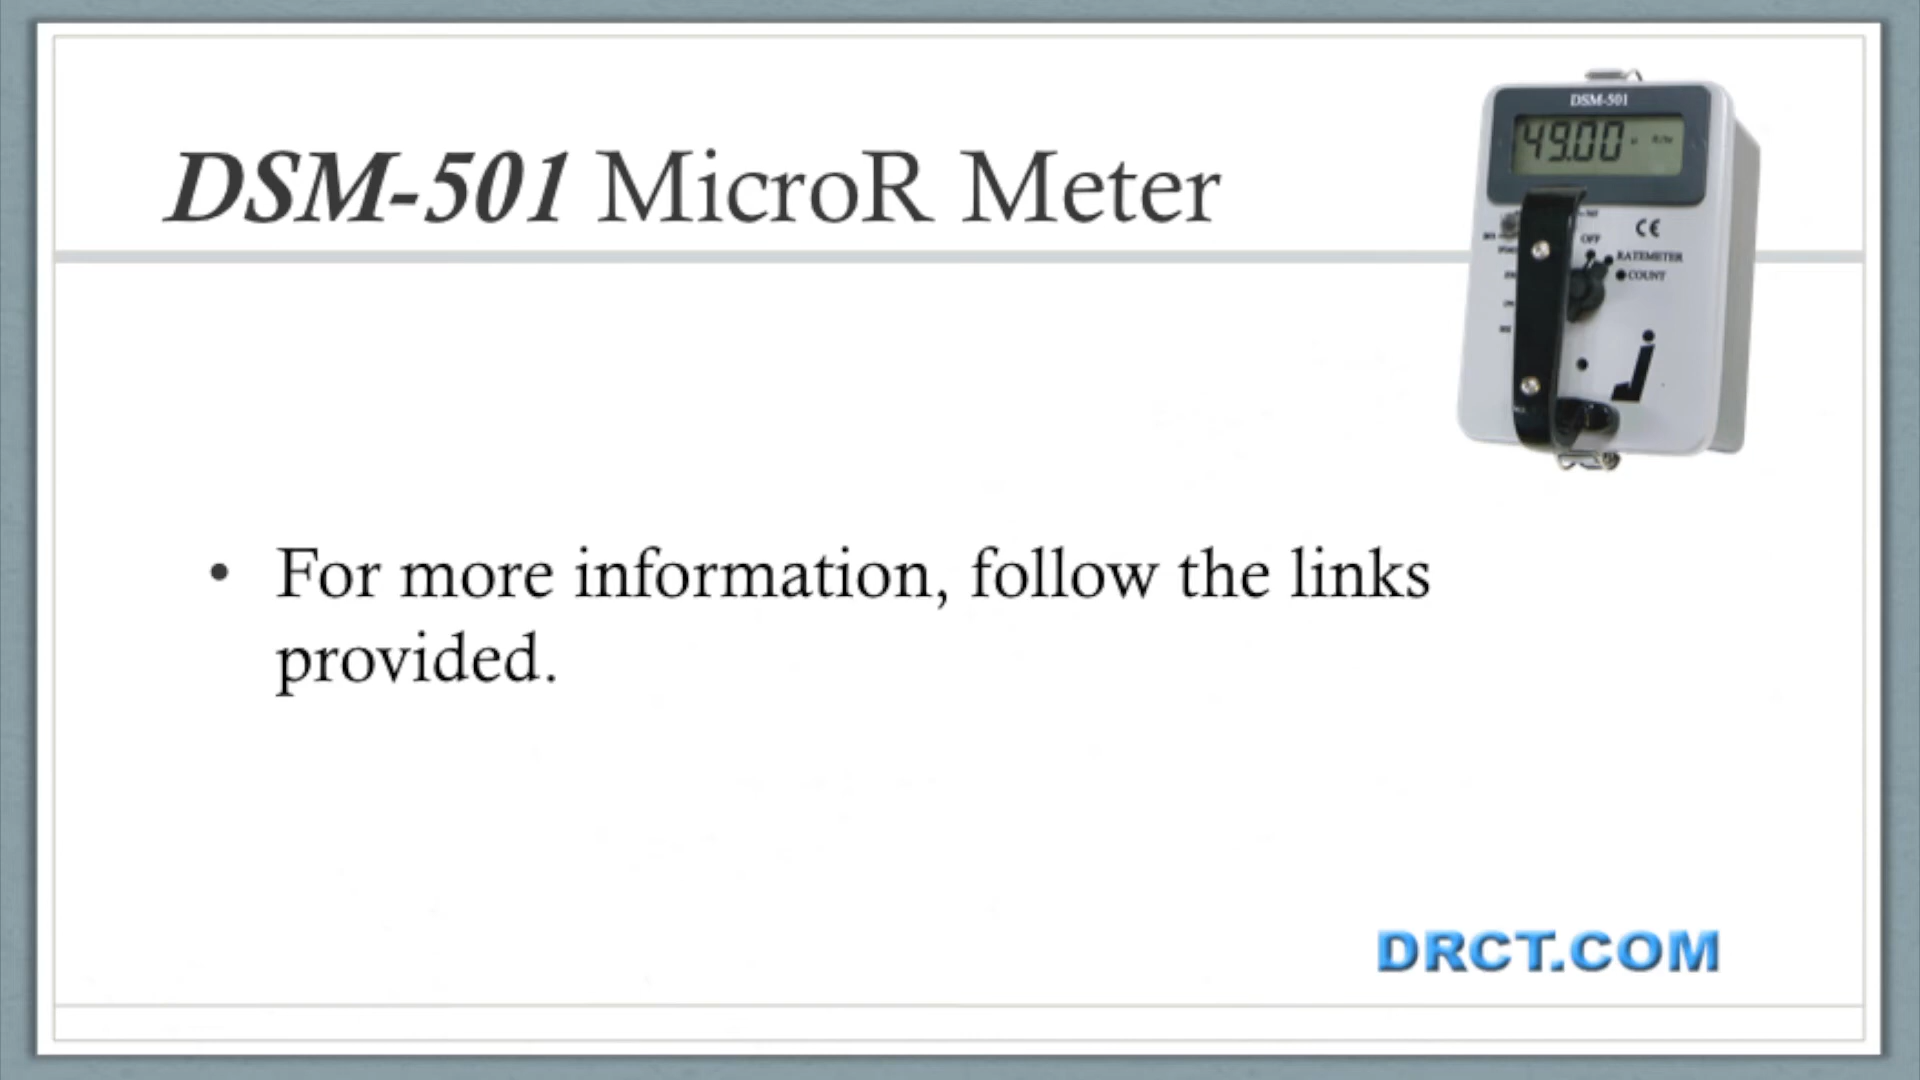 DSM-501 MicroR Meter
DSM-501
49.00
OFF
CE
RATEMETER
COUNT
• For more information, follow the links
provided.
DRCT.COM